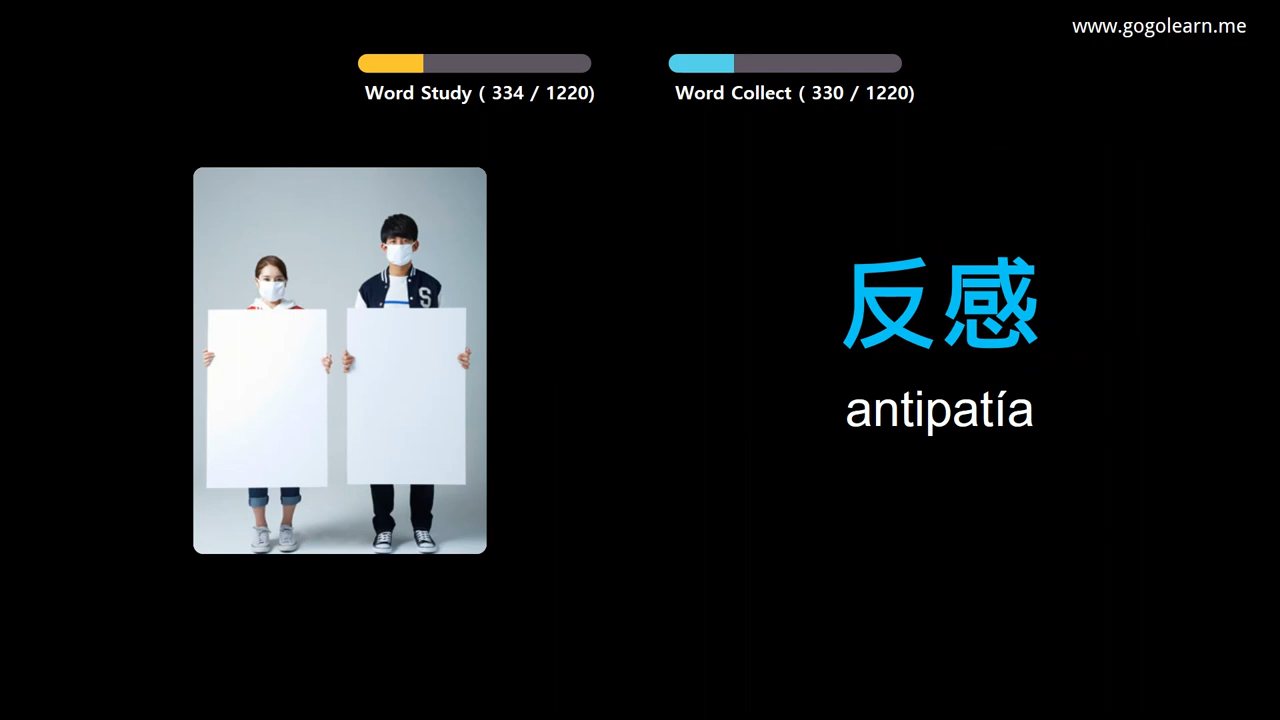 www.gogolearn.me
Word Study ( 334 / 1220)
Word Collect ( 330 / 1220)
S
反感
antipatía